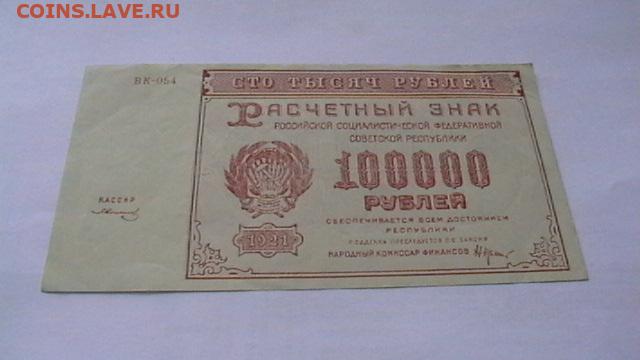 COINS.LAVE.RU
ВК-054
СТО ТЫСЯЧ РУБЛЕЙ
РАСЧЕТНЫЙ ЗНАК
РОССИЙСКОЙ СОЦИАЛИСТИЧЕСКОЙ ФЕДЕРАТИВНОЙ
СОВЕТСКОЙ РЕСПУБЛИКИ
100000
РУБЛЕЙ
КАССИР
1921
ОБЕСПЕЧИВАЕТСЯ ВСЕМ ДОСТОЯНИЕМ
РЕСПУБЛИКИ
ПОДДЕЛКА ПРЕСЛЕДУЕТСЯ ПО ЗАКОНУ
НАРОДНЫЙ КОМИССАР ФИНАНСОВ